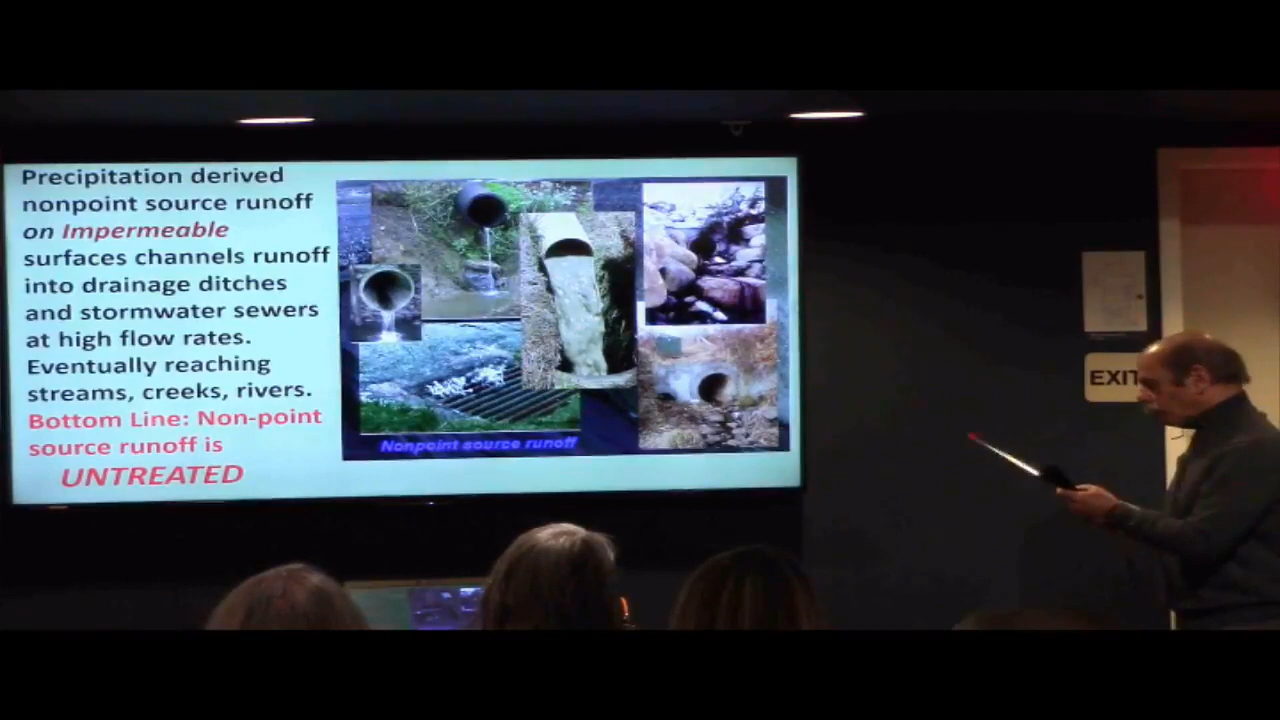 Precipitation derived
nonpoint source runoff
on Impermeable
surfaces channels runoff
into drainage ditches
and stormwater sewers
at high flow rates.
Eventually reaching
streams, creeks, rivers.
Bottom Line: Non-point
source runoff is
UNTREATED
Nonpoint source runoff
EXIT